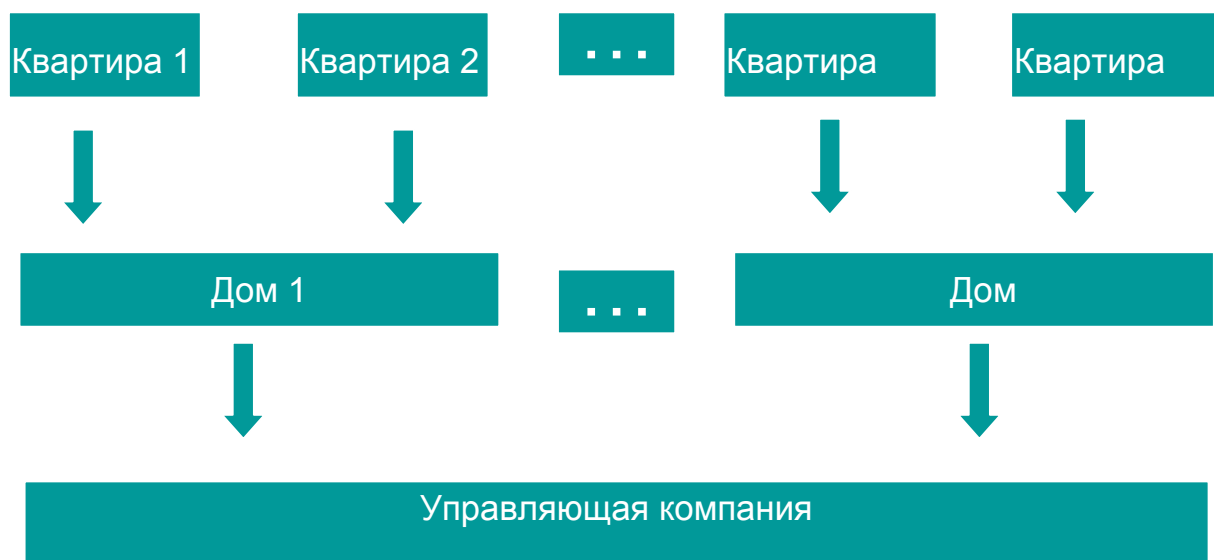 Квартира 1
Квартира 2
...
Квартира
Квартира
Дом 1
...
Дом
Управляющая компания